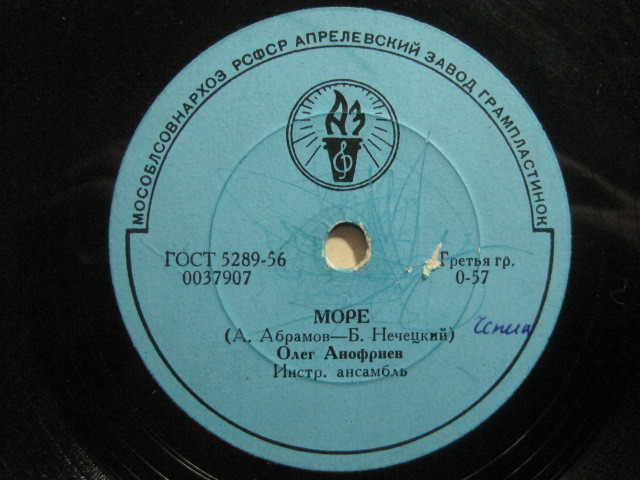 МОСОБЛСОВНАРХОЗ РСФСР АПРЕЛЕВСКИЙ ЗАВОД ГРАМПЛАСТИНОК
АЗ
ГОСТ 5289-56
0037907
Третья гр.
0-57
МОРЕ
(А. Абрамов—Б. Нечецкий)
Олег Анофриев
Инстр. ансамбль